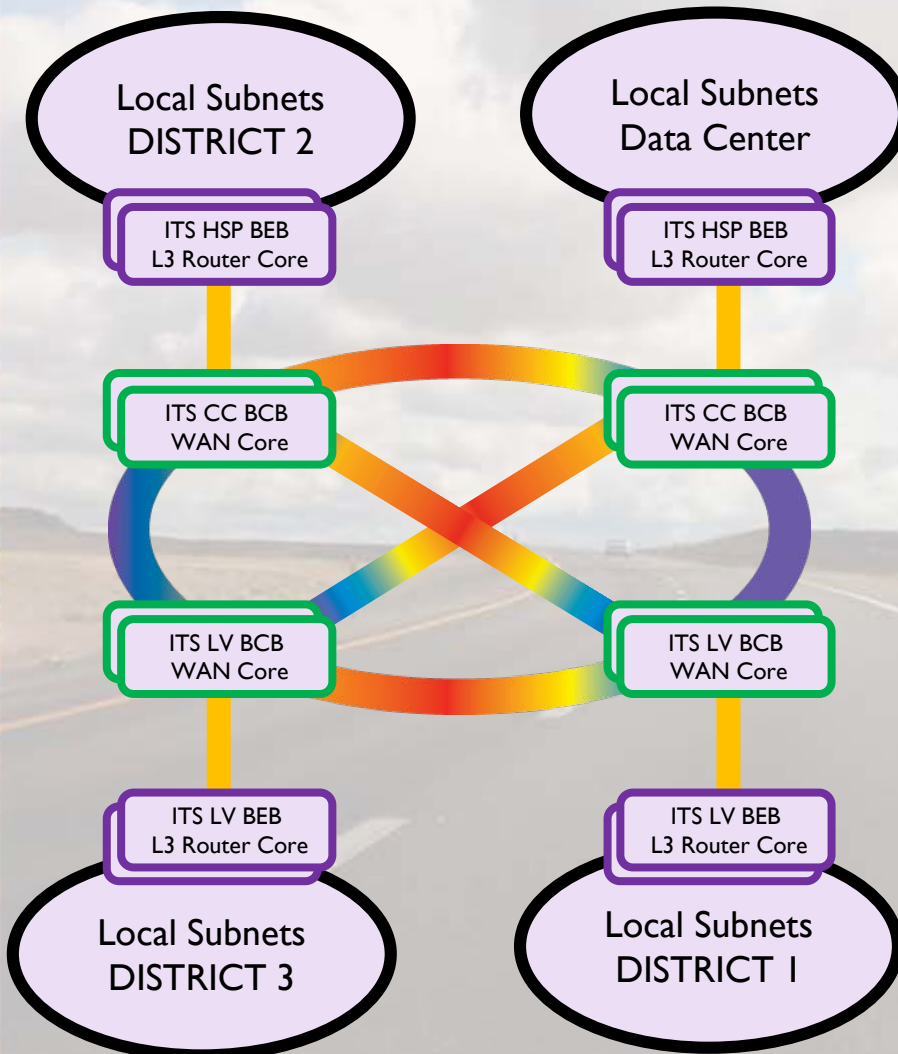 Local Subnets
DISTRICT 2
Local Subnets
Data Center
ITS HSP BEB
L3 Router Core
ITS HSP BEB
L3 Router Core
ITS CC BCB
WAN Core
ITS CC BCB
WAN Core
ITS LV BCB
WAN Core
ITS LV BCB
WAN Core
ITS LV BEB
L3 Router Core
ITS LV BEB
L3 Router Core
Local Subnets
DISTRICT 3
Local Subnets
DISTRICT 1